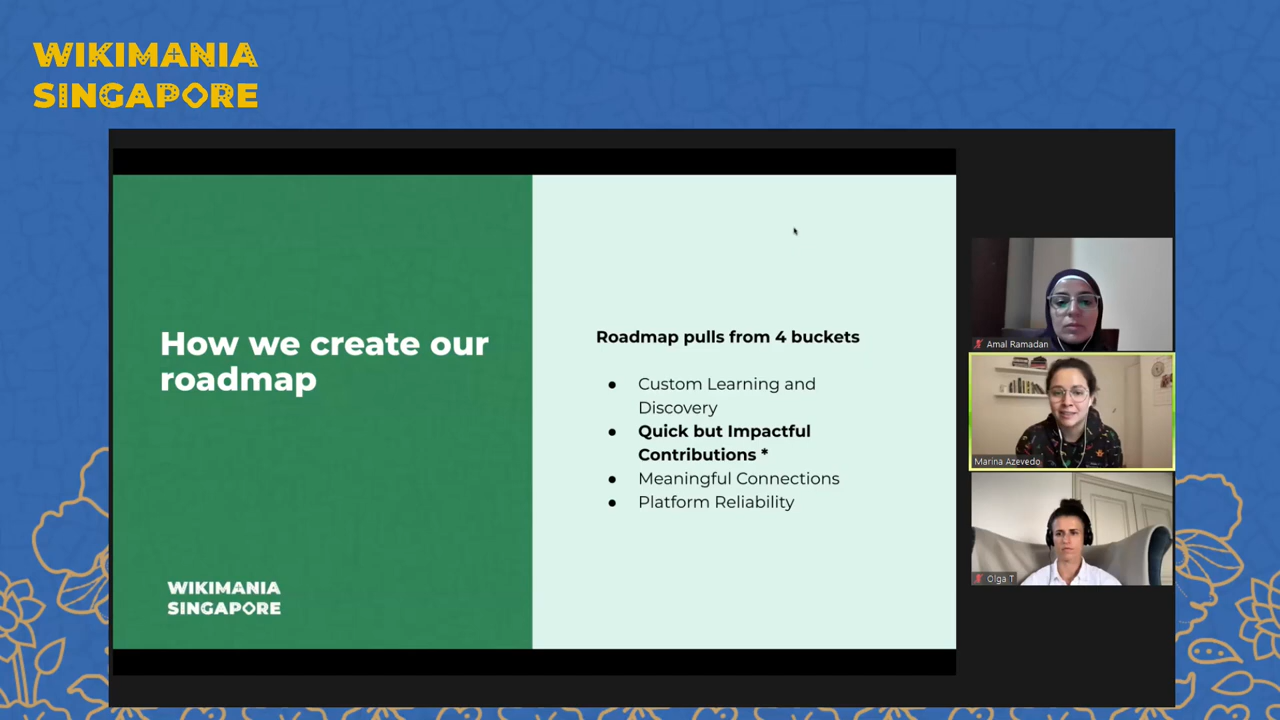 WIKIMANIA
SINGAPORE
How we create our
roadmap
WIKIMANIA
SINGAPORE
Roadmap pulls from 4 buckets
● Custom Learning and
Discovery
● Quick but Impactful
Contributions *
● Meaningful Connections
● Platform Reliability
Amal Ramadan
Marina Azevedo
Olga T